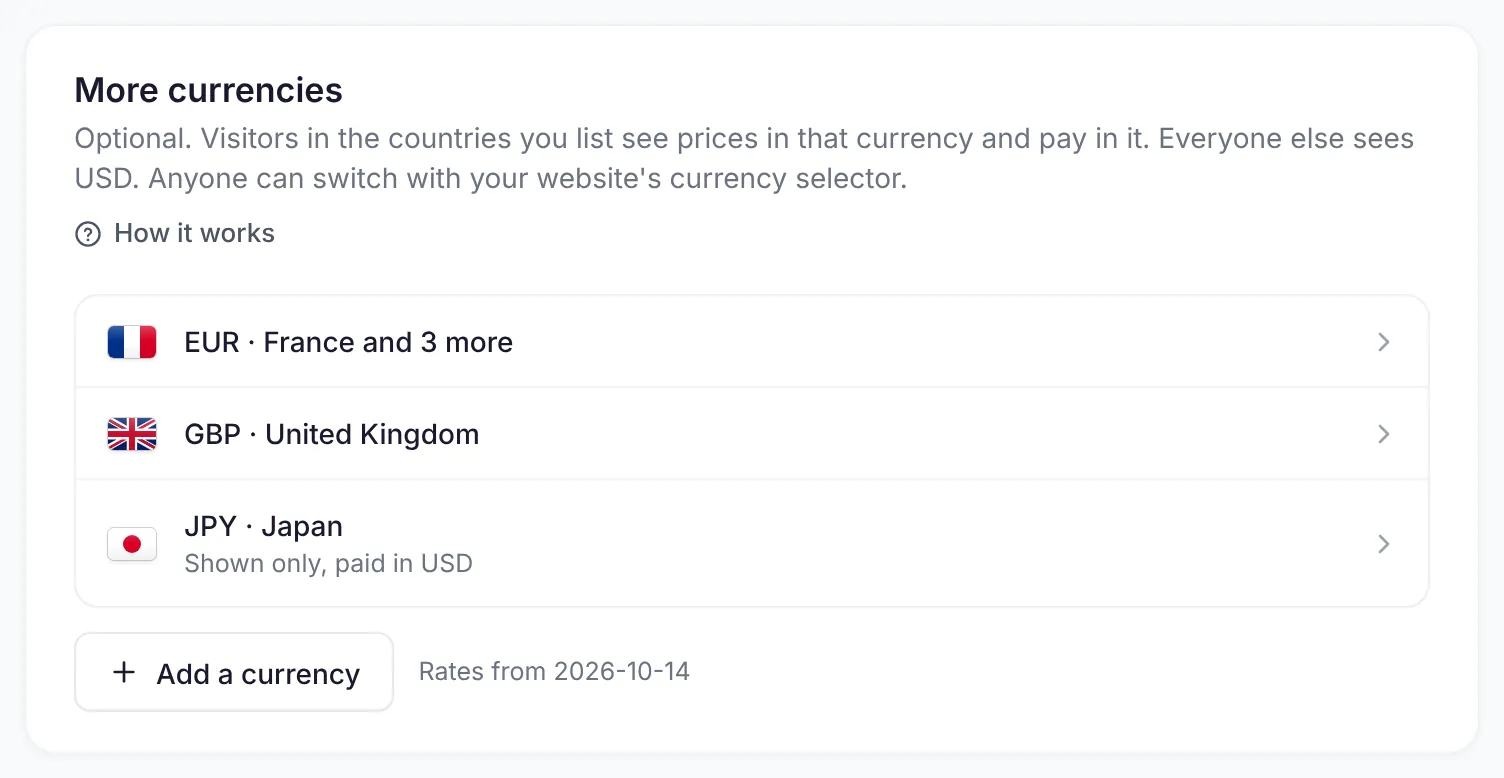 More currencies
Optional. Visitors in the countries you list see prices in that currency and pay in it. Everyone else sees
USD. Anyone can switch with your website's currency selector.
How it works
EUR · France and 3 more
GBP · United Kingdom
JPY · Japan
Shown only, paid in USD
+ Add a currency
Rates from 2026-10-14